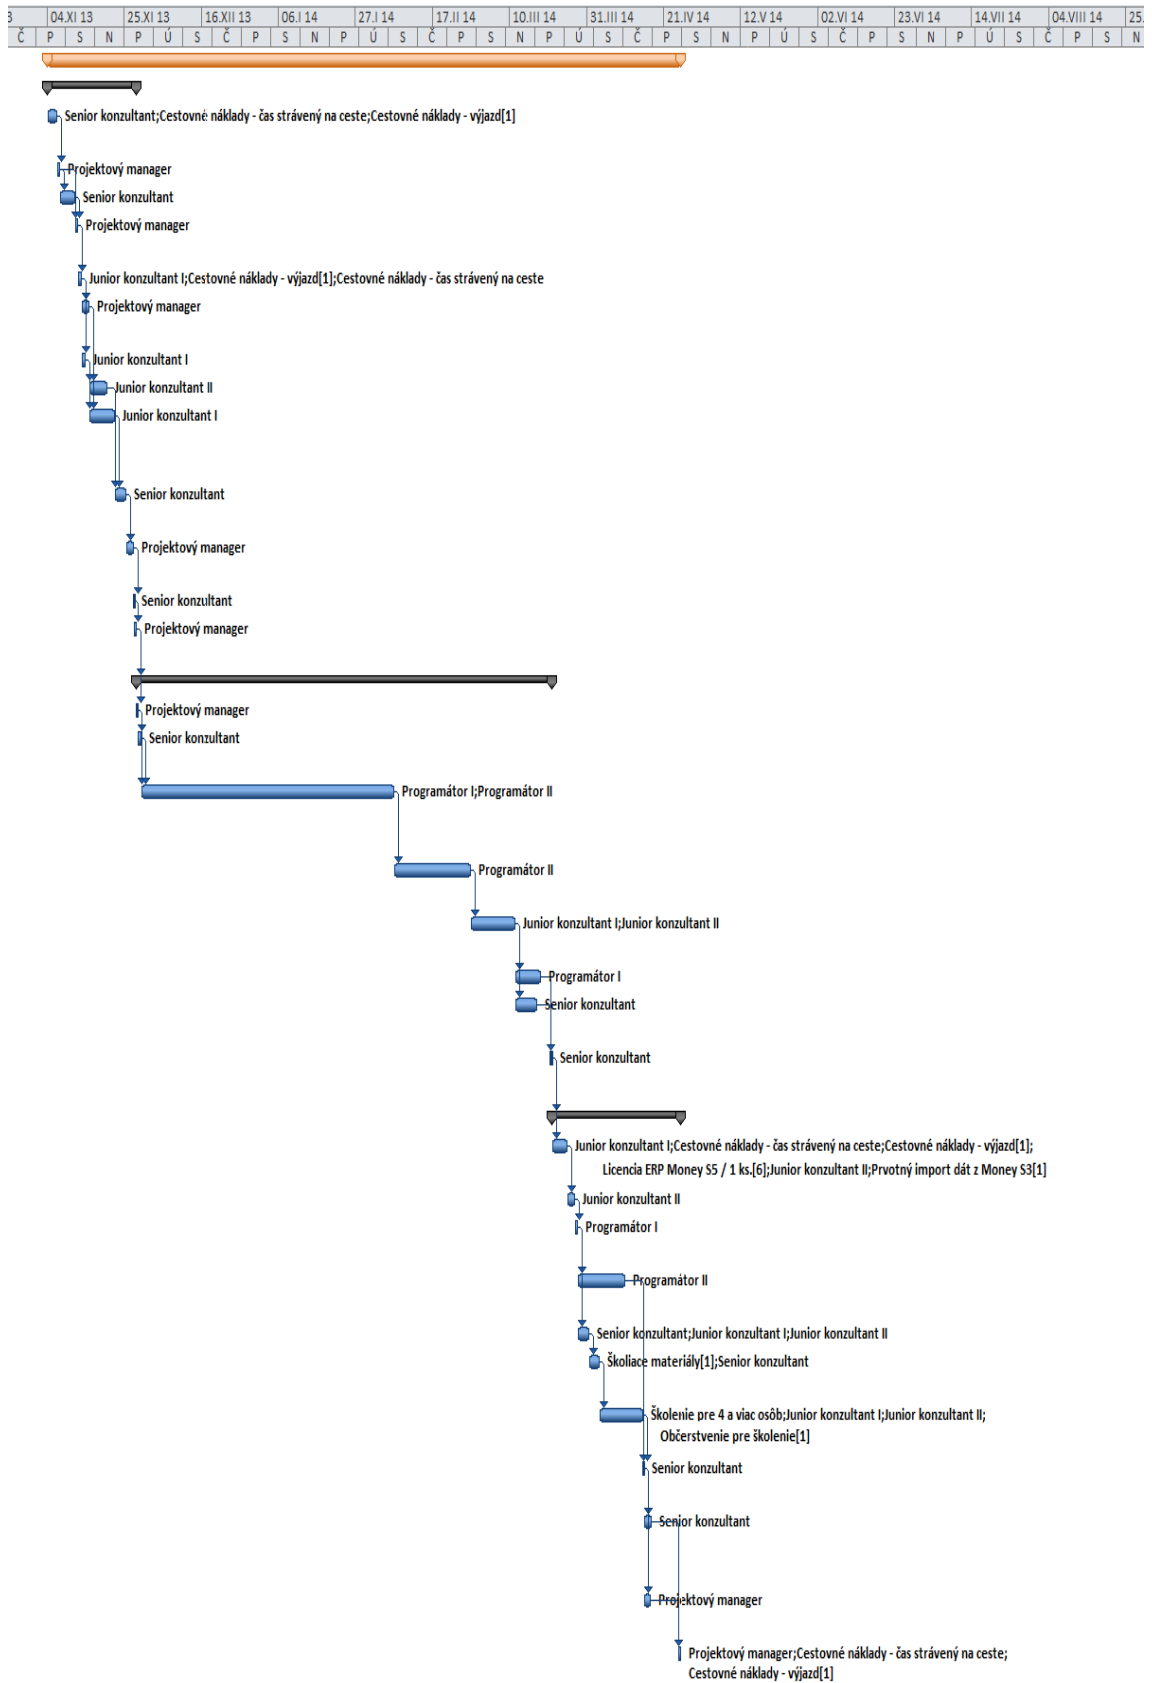 3 04.XI 13 25.XI 13 16.XII 13 06.I 14 27.I 14 17.II 14 10.III 14 31.III 14 21.IV 14 12.V 14 02.VI 14 23.VI 14 14.VII 14 04.VIII 14 25.
Č P S N P Ú S Č P S N P Ú S Č P S N P Ú S Č P S N P Ú S Č P S N P Ú S Č P S N
Senior konzultant;Cestovné náklady - čas strávený na ceste;Cestovné náklady - výjazd[1]
Projektový manager
Senior konzultant
Projektový manager
Junior konzultant I;Cestovné náklady - výjazd[1];Cestovné náklady - čas strávený na ceste
Projektový manager
Junior konzultant I
Junior konzultant II
Junior konzultant I
Senior konzultant
Projektový manager
Senior konzultant
Projektový manager
Projektový manager
Senior konzultant
Programátor I;Programátor II
Programátor II
Junior konzultant I;Junior konzultant II
Programátor I
Senior konzultant
Senior konzultant
Junior konzultant I;Cestovné náklady - čas strávený na ceste;Cestovné náklady - výjazd[1];
Licencia ERP Money S5 / 1 ks.[6];Junior konzultant II;Prvotný import dát z Money S3[1]
Junior konzultant II
Programátor I
Programátor II
Senior konzultant;Junior konzultant I;Junior konzultant II
Školiace materiály[1];Senior konzultant
Školenie pre 4 a viac osôb;Junior konzultant I;Junior konzultant II;
Občerstvenie pre školenie[1]
Senior konzultant
Senior konzultant
Projektový manager
Projektový manager;Cestovné náklady - čas strávený na ceste;
Cestovné náklady - výjazd[1]